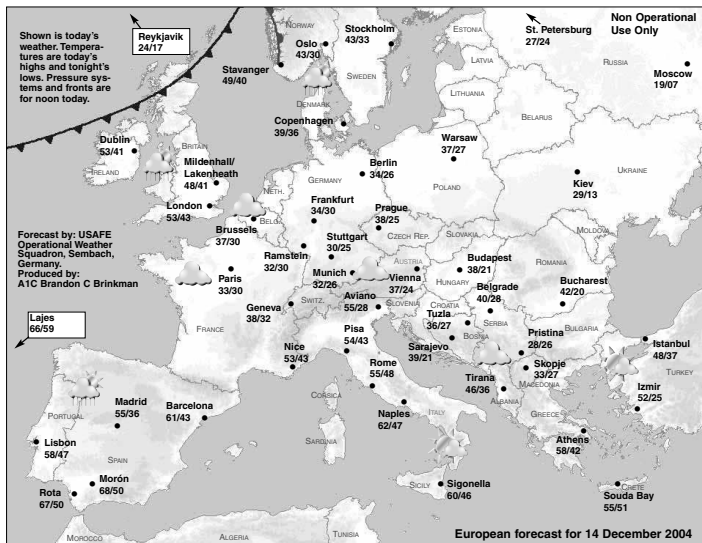 Shown is today's
weather. Tempera-
tures are today's
highs and tonight's
lows. Pressure sys-
tems and fronts are
for noon today.
Reykjavik
24/17
NORWAY
Oslo
43/30
Stockholm
43/33
ESTONIA
St. Petersburg
27/24
Non Operational
Use Only
Stavanger
49/40
SWEDEN
LATVIA
RUSSIA
Moscow
19/07
LITHUANIA
DENMARK
Copenhagen
39/36
BELARUS
Dublin
53/41
IRELAND
BRITAIN
Mildenhall/
Lakenheath
48/41
London
53/43
NETH.
GERMANY
Berlin
34/26
Warsaw
37/27
POLAND
Kiev
29/13
UKRAINE
Frankfurt
34/30
Prague
38/25
BELG.
Brussels
37/30
CZECH REP.
SLOVAKIA
MOLDOVA
Forecast by: USAFE
Operational Weather
Squadron, Sembach,
Germany.
Produced by:
A1C Brandon C Brinkman
Ramstein
32/30
Stuttgart
30/25
Paris
33/30
Munich
32/26
AUSTRIA
Vienna
37/24
Budapest
38/21
HUNGARY
ROMANIA
Lajes
66/59
Geneva
38/32
SWITZ.
Aviano
55/28
SLOVENIA
CROATIA
Belgrade
40/28
Bucharest
42/20
FRANCE
Tuzla
36/27
BOSNIA
SERBIA
BULGARIA
Nice
53/43
Pisa
54/43
Sarajevo
39/21
Pristina
28/26
Istanbul
48/37
Rome
55/48
Skopje
33/27
Tirana
46/36
MACEDONIA
ALBANIA
TURKEY
PORTUGAL
Madrid
55/36
Barcelona
61/43
CORSICA
Naples
62/47
ITALY
GREECE
Izmir
52/25
Lisbon
58/47
SPAIN
SARDINIA
Athens
58/42
Rota
67/50
Morón
68/50
SICILY
Sigonella
60/46
CRETE
Souda Bay
55/51
MOROCCO
ALGERIA
TUNISIA
European forecast for 14 December 2004